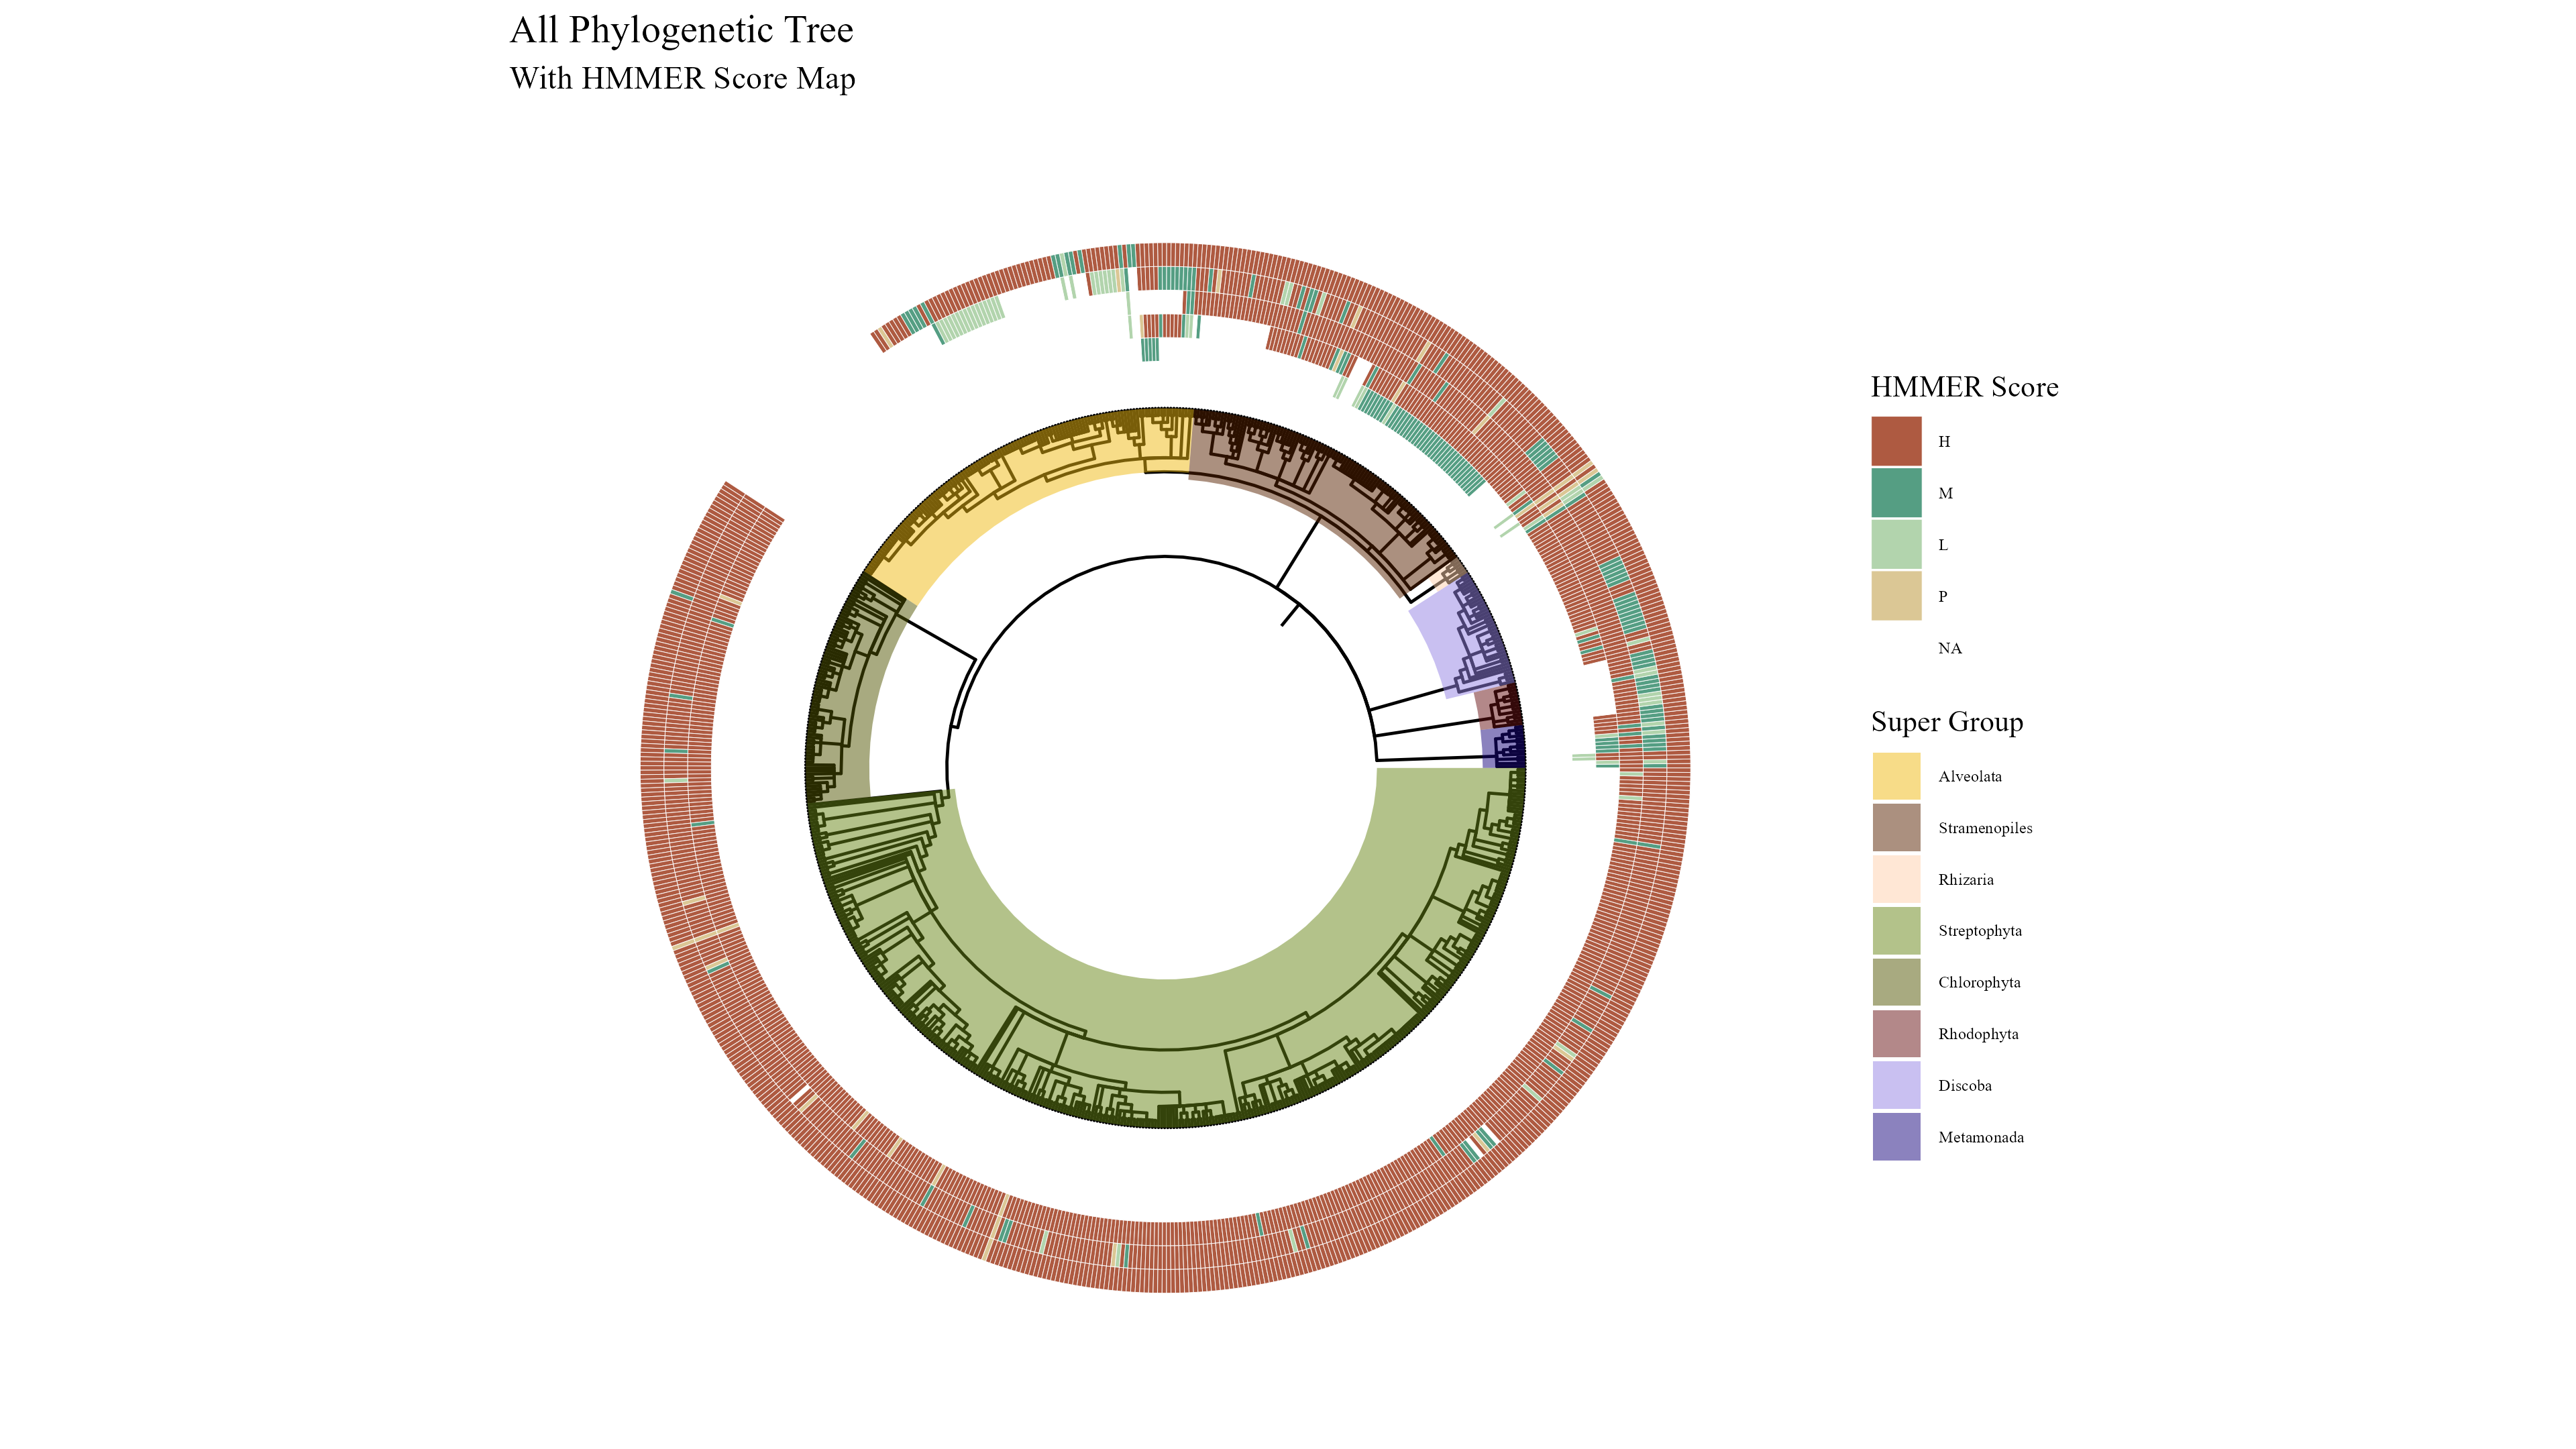 All Phylogenetic Tree
With HMMER Score Map
HMMER Score
H
M
L
P
NA
Super Group
Alveolata
Stramenopiles
Rhizaria
Streptophyta
Chlorophyta
Rhodophyta
Discoba
Metamonada